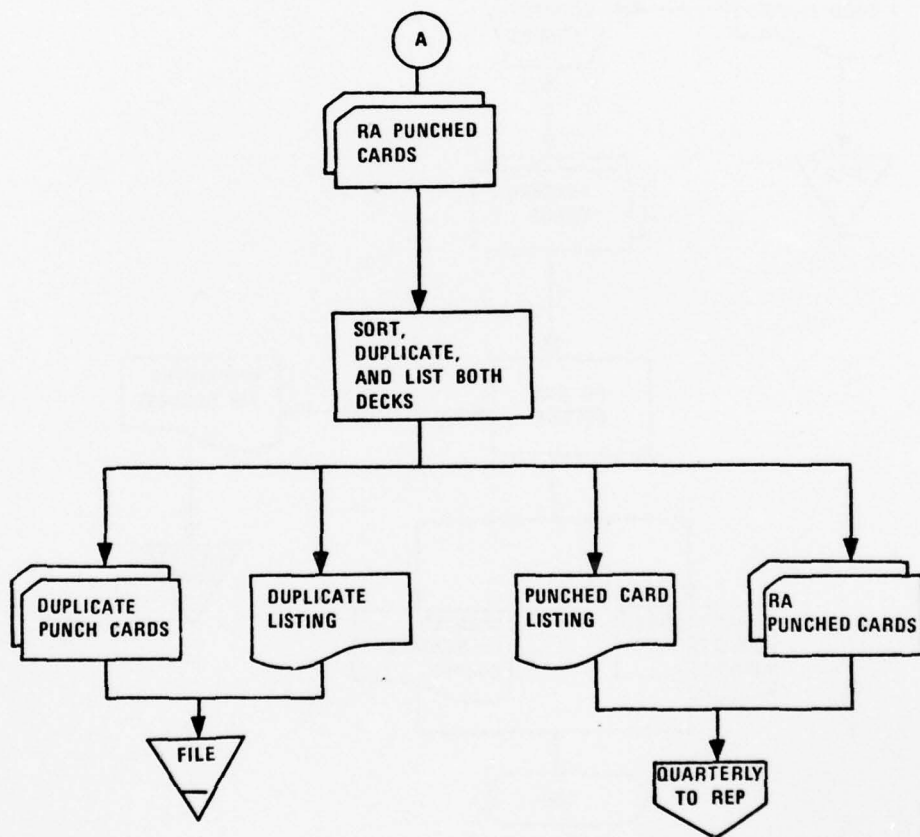 A
RA PUNCHED
CARDS
SORT,
DUPLICATE,
AND LIST BOTH
DECKS
DUPLICATE
PUNCH CARDS
DUPLICATE
LISTING
PUNCHED CARD
LISTING
RA
PUNCHED CARDS
FILE
QUARTERLY
TO REP